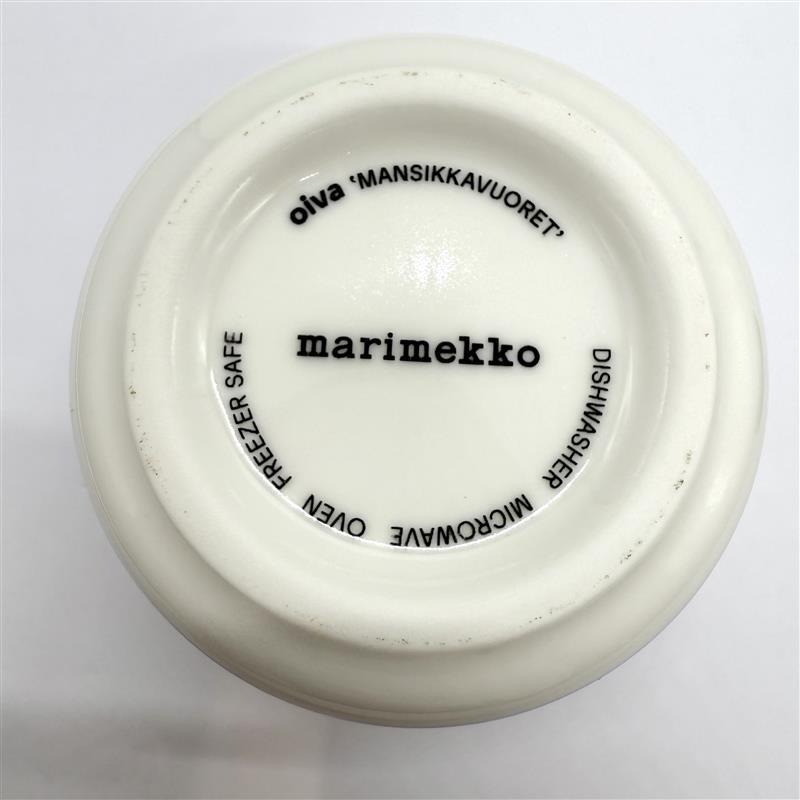 oiva ‘MANSIKKAVUORET’
marimekko
DISHWASHER MICROWAVE OVEN FREEZER SAFE